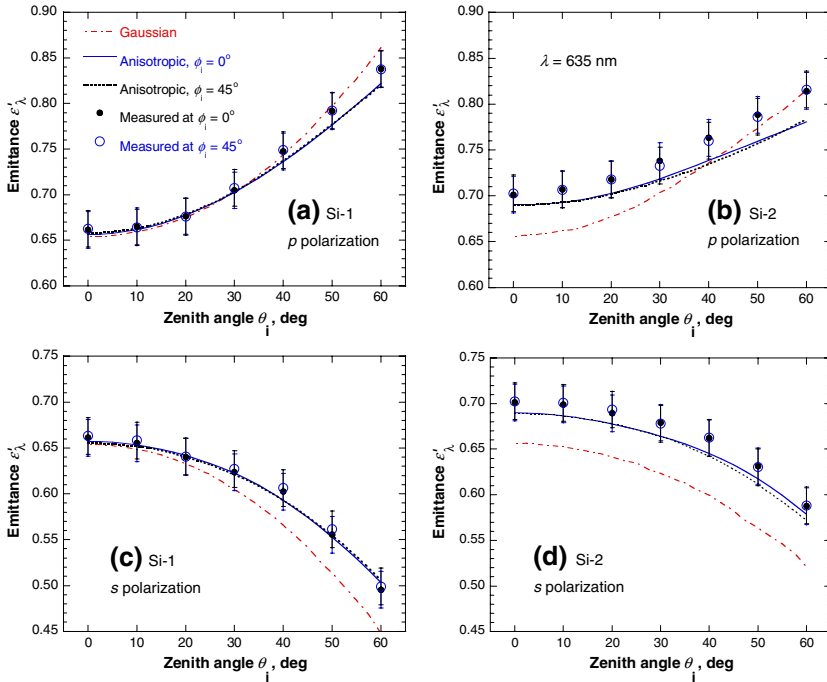 0.90
0.85
0.80
0.75
0.70
0.65
0.60
Emittance ε′λ
Gaussian
Anisotropic, ϕi = 0°
Anisotropic, ϕi = 45°
Measured at ϕi = 0°
Measured at ϕi = 45°
(a) Si-1
p polarization
0 10 20 30 40 50 60
Zenith angle θi, deg
0.90
0.85
0.80
0.75
0.70
0.65
0.60
Emittance ε′λ
λ = 635 nm
(b) Si-2
p polarization
0 10 20 30 40 50 60
Zenith angle θi, deg
0.75
0.70
0.65
0.60
0.55
0.50
0.45
Emittance ε′λ
(c) Si-1
s polarization
0 10 20 30 40 50 60
Zenith angle θi, deg
0.75
0.70
0.65
0.60
0.55
0.50
0.45
Emittance ε′λ
(d) Si-2
s polarization
0 10 20 30 40 50 60
Zenith angle θi, deg